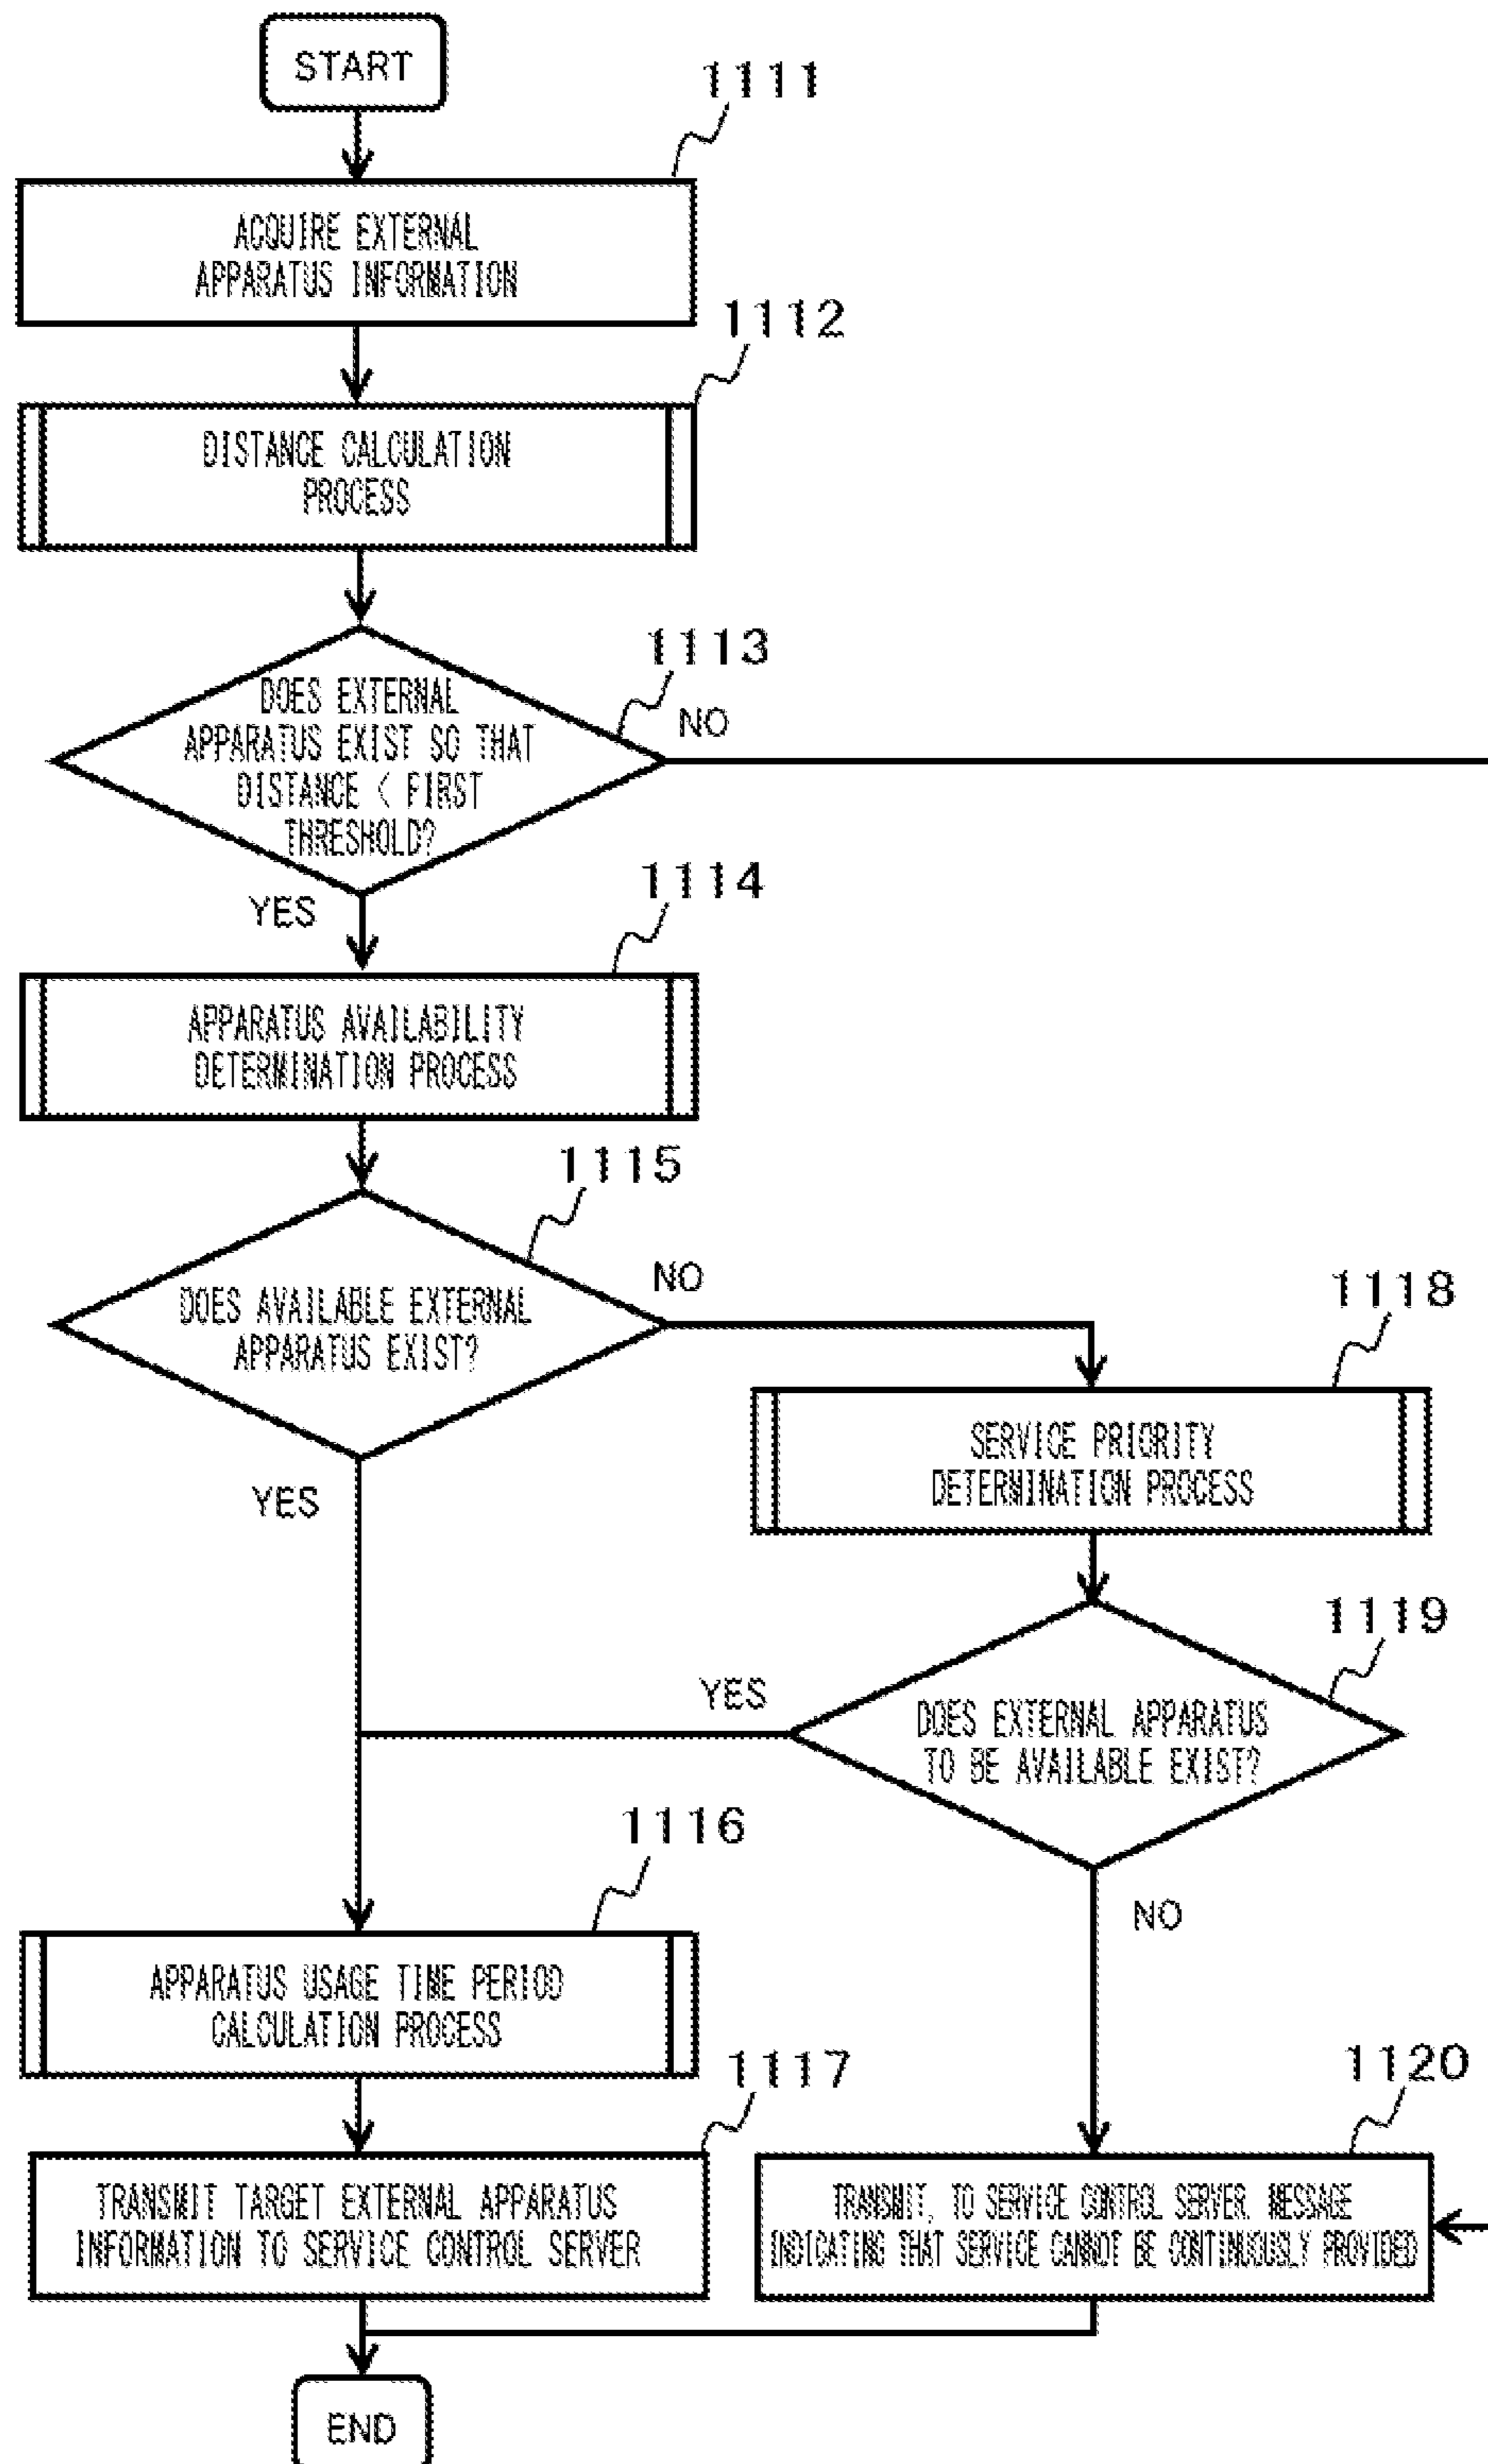 START
1111
ACQUIRE EXTERNAL
APPARATUS INFORMATION
1112
DISTANCE CALCULATION
PROCESS
1113
DOES EXTERNAL
APPARATUS EXIST SO THAT
DISTANCE < FIRST
THRESHOLD?
NO
YES
1114
APPARATUS AVAILABILITY
DETERMINATION PROCESS
1115
DOES AVAILABLE EXTERNAL
APPARATUS EXIST?
NO
YES
1118
SERVICE PRIORITY
DETERMINATION PROCESS
1119
DOES EXTERNAL APPARATUS
TO BE AVAILABLE EXIST?
YES
NO
1116
APPARATUS USAGE TIME PERIOD
CALCULATION PROCESS
1117
TRANSMIT TARGET EXTERNAL APPARATUS
INFORMATION TO SERVICE CONTROL SERVER
1120
TRANSMIT, TO SERVICE CONTROL SERVER, MESSAGE
INDICATING THAT SERVICE CANNOT BE CONTINUOUSLY PROVIDED
END